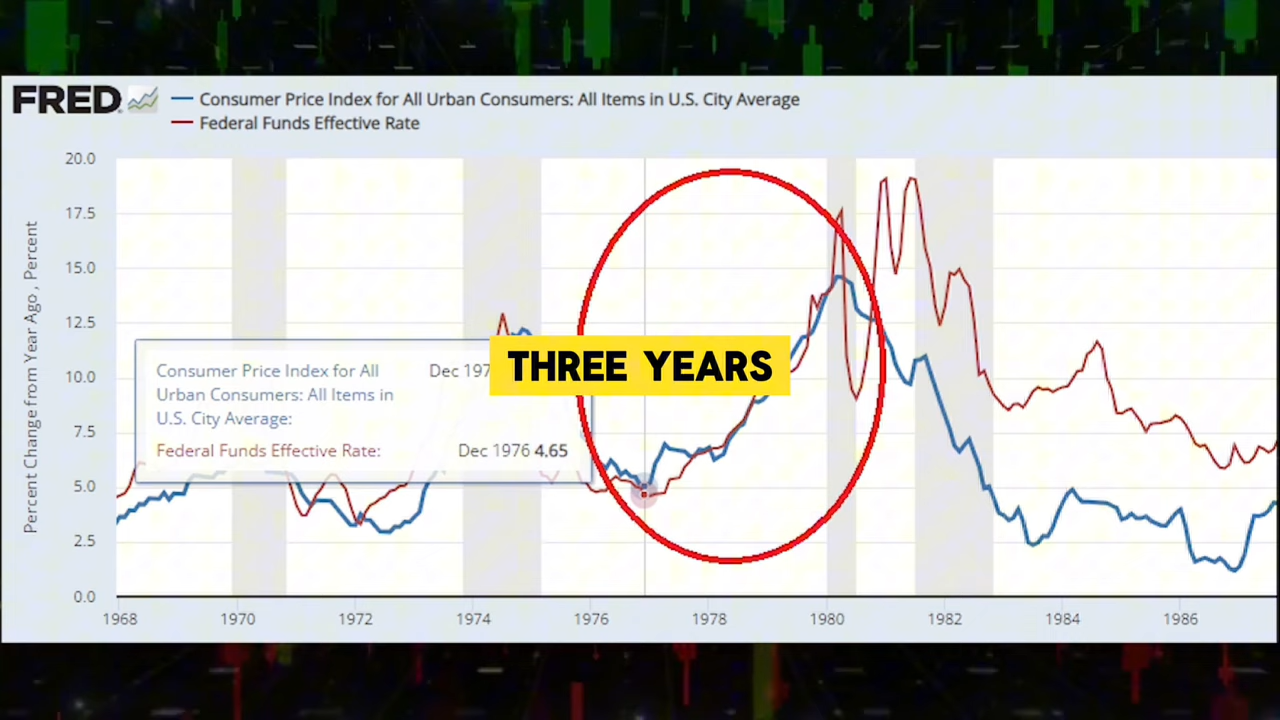 FRED
Consumer Price Index for All Urban Consumers: All Items in U.S. City Average
Federal Funds Effective Rate
Percent Change from Year Ago , Percent
20.0
17.5
15.0
12.5
10.0
7.5
5.0
2.5
0.0
Consumer Price Index for All
Urban Consumers: All Items in
U.S. City Average:
Dec 197
Federal Funds Effective Rate:
Dec 1976 4.65
THREE YEARS
1968
1970
1972
1974
1976
1978
1980
1982
1984
1986